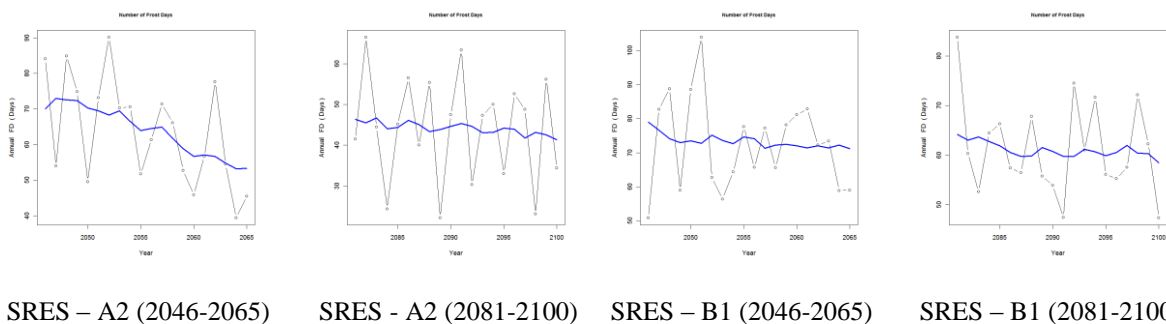 Number of Frost Days
Number of Frost Days
Number of Frost Days
Number of Frost Days
Annual FD ( Days )
90
80
70
60
50
40
2050
2055
2060
2065
Year
Annual FD ( Days )
60
50
40
30
2085
2090
2095
2100
Year
Annual FD ( Days )
100
90
80
70
60
50
2050
2055
2060
2065
Year
Annual FD ( Days )
80
70
60
50
2085
2090
2095
2100
Year
SRES – A2 (2046-2065)
SRES - A2 (2081-2100)
SRES – B1 (2046-2065)
SRES – B1 (2081-2100